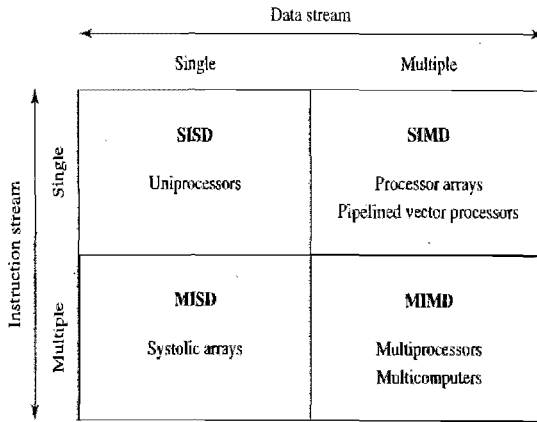 Data stream
Single Multiple
Instruction stream
Single
SISD
Uniprocessors
SIMD
Processor arrays
Pipelined vector processors
Multiple
MISD
Systolic arrays
MIMD
Multiprocessors
Multicomputers